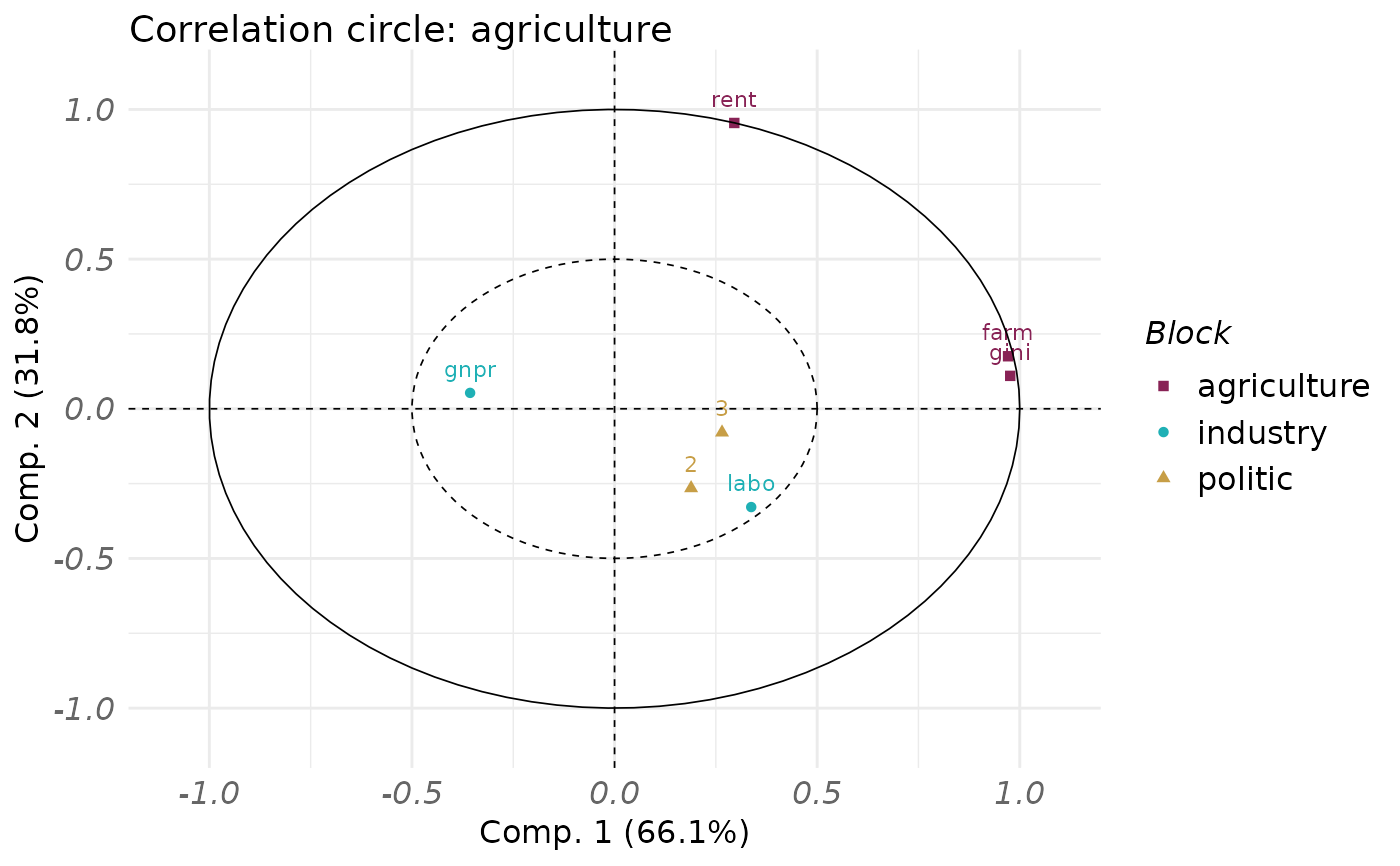 Correlation circle: agriculture
Comp. 2 (31.8%)
1.0
0.5
0.0
-0.5
-1.0
rent
farm
gini
gnpr
3
2
labo
-1.0
-0.5
0.0
0.5
1.0
Comp. 1 (66.1%)
Block
agriculture
industry
politic